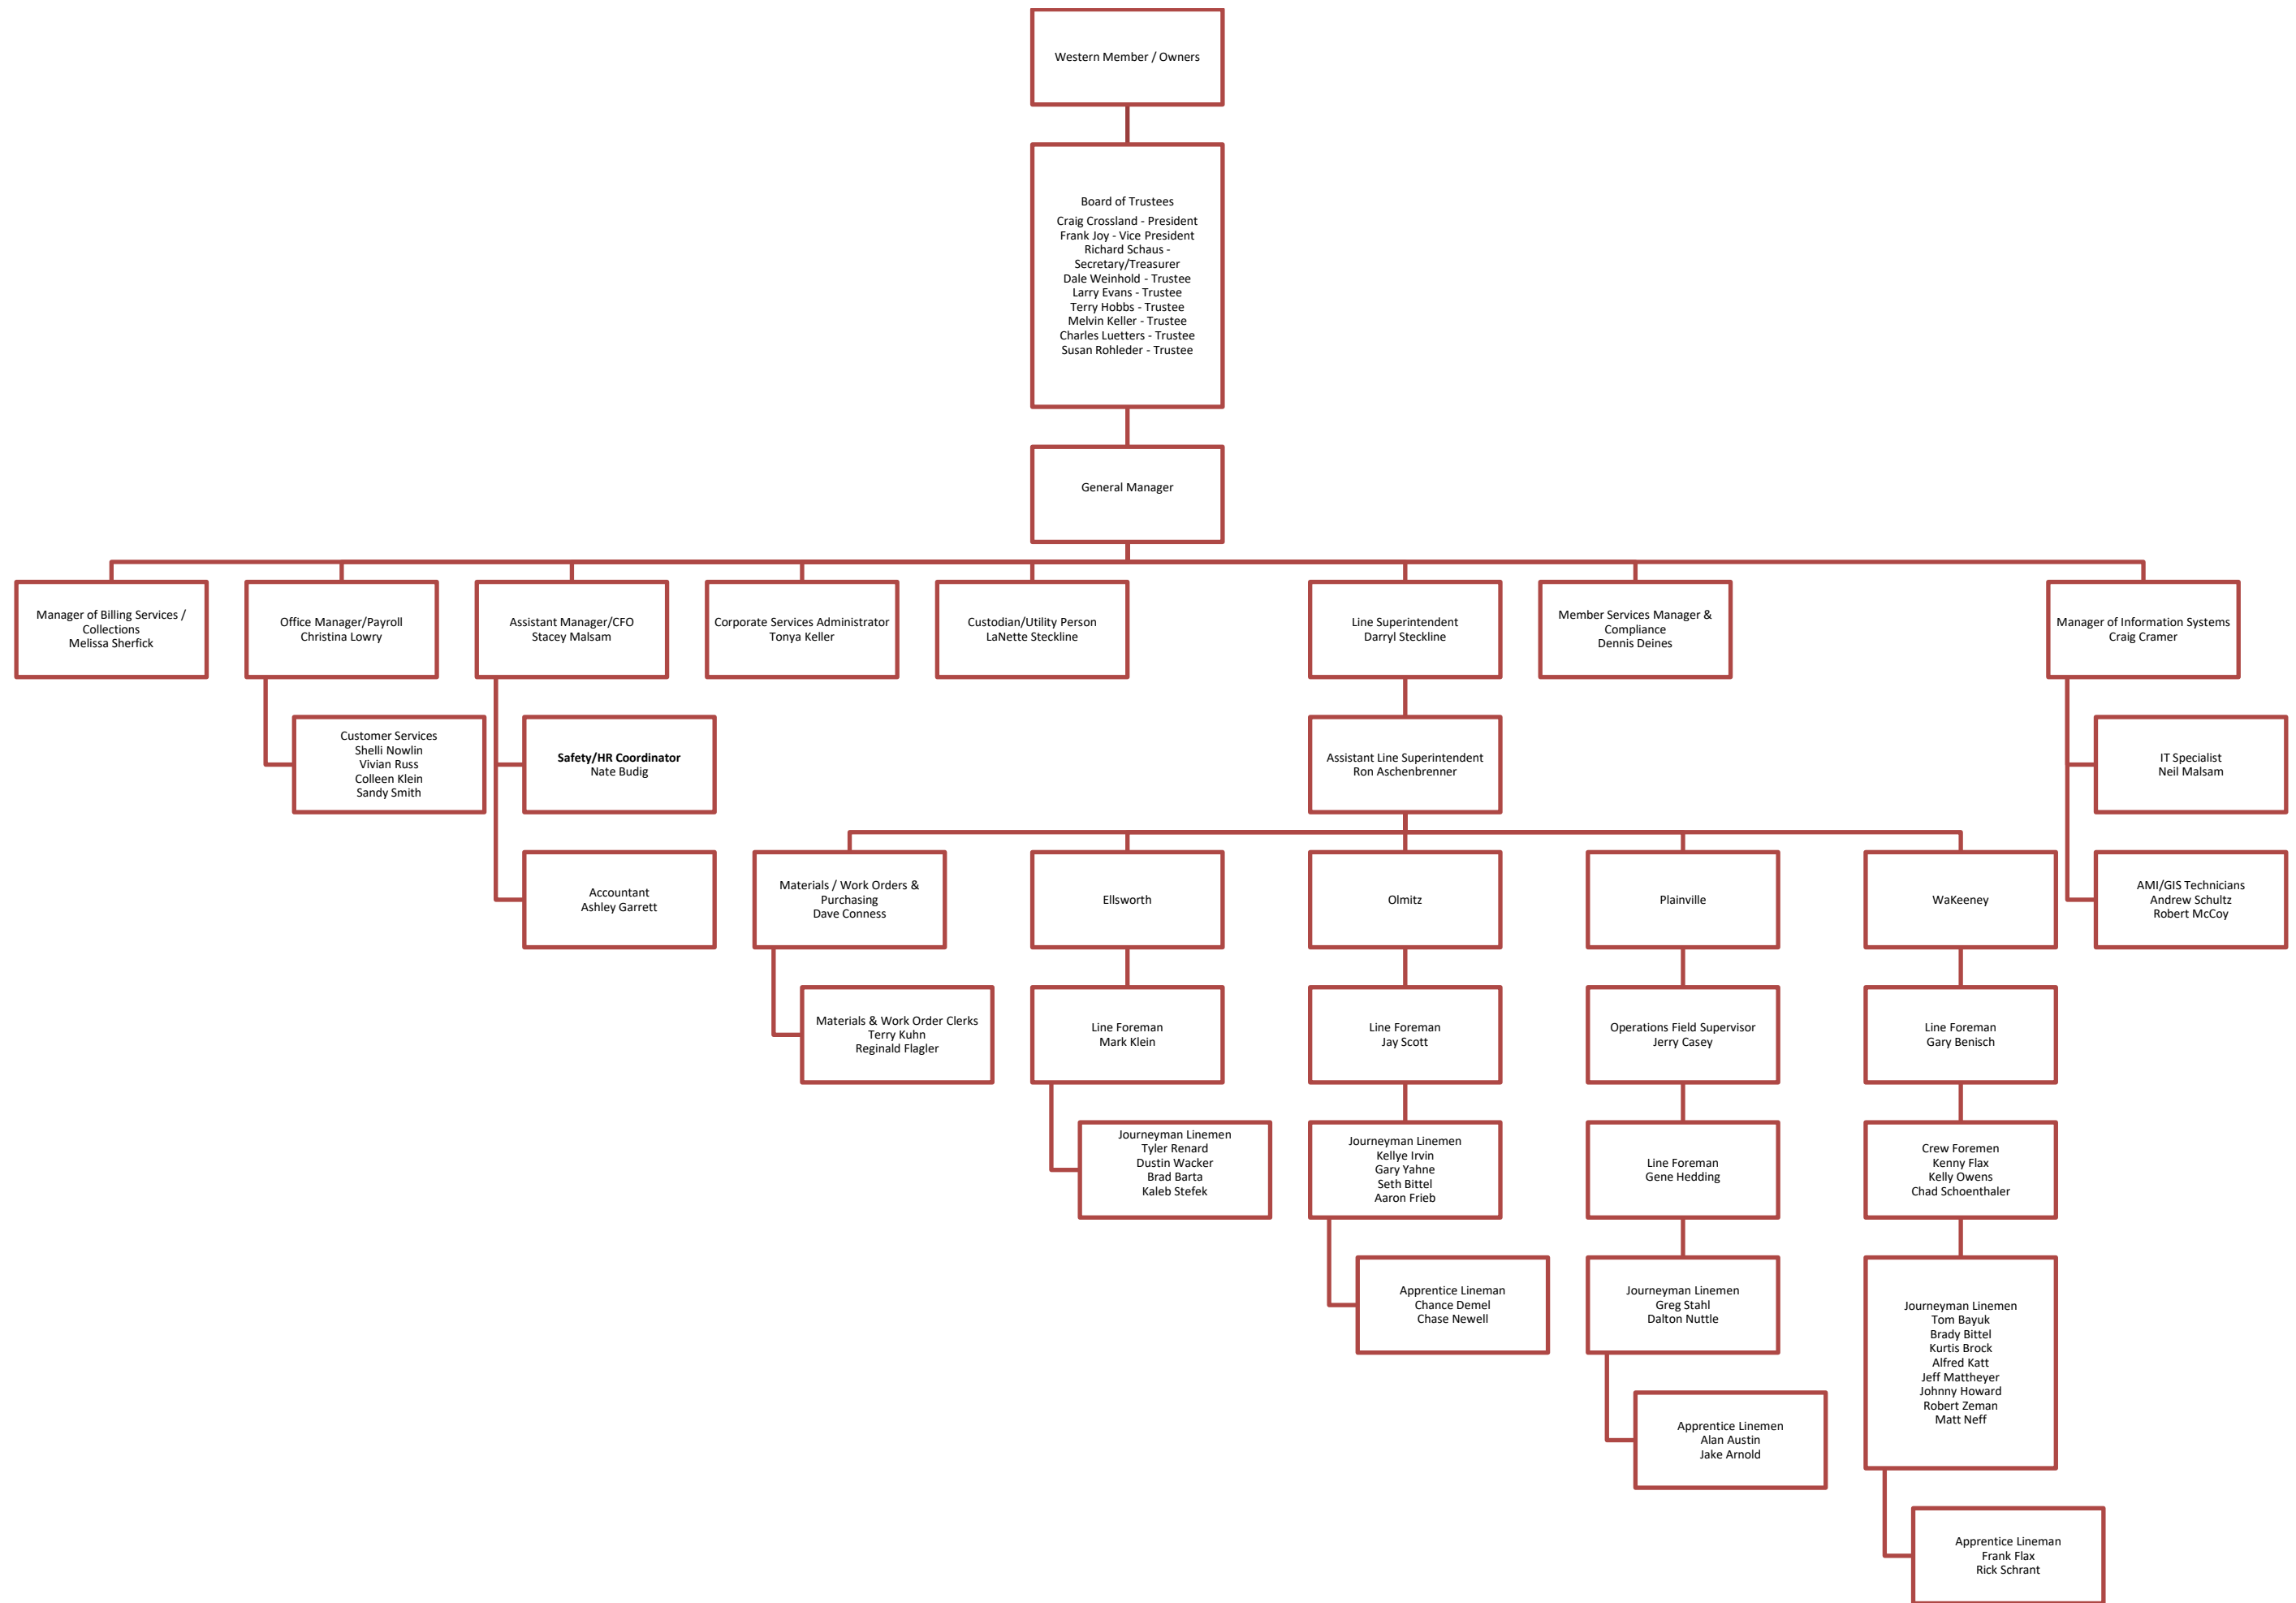 Western Member / Owners
Board of Trustees
Craig Crossland - President
Frank Joy - Vice President
Richard Schaus -
Secretary/Treasurer
Dale Weinhold - Trustee
Larry Evans - Trustee
Terry Hobbs - Trustee
Melvin Keller - Trustee
Charles Luetters - Trustee
Susan Rohleder - Trustee
General Manager
Manager of Billing Services /
Collections
Melissa Sherfick
Office Manager/Payroll
Christina Lowry
Assistant Manager/CFO
Stacey Malsam
Corporate Services Administrator
Tonya Keller
Custodian/Utility Person
LaNette Steckline
Line Superintendent
Darryl Steckline
Member Services Manager &
Compliance
Dennis Deines
Manager of Information Systems
Craig Cramer
Customer Services
Shelli Nowlin
Vivian Russ
Colleen Klein
Sandy Smith
Safety/HR Coordinator
Nate Budig
Assistant Line Superintendent
Ron Aschenbrenner
IT Specialist
Neil Malsam
Accountant
Ashley Garrett
Materials / Work Orders &
Purchasing
Dave Conness
Ellsworth
Olmitz
Plainville
WaKeeney
AMI/GIS Technicians
Andrew Schultz
Robert McCoy
Materials & Work Order Clerks
Terry Kuhn
Reginald Flagler
Line Foreman
Mark Klein
Line Foreman
Jay Scott
Operations Field Supervisor
Jerry Casey
Line Foreman
Gary Benisch
Journeyman Linemen
Tyler Renard
Dustin Wacker
Brad Barta
Kaleb Stefek
Journeyman Linemen
Kellye Irvin
Gary Yahne
Seth Bittel
Aaron Frieb
Line Foreman
Gene Hedding
Crew Foremen
Kenny Flax
Kelly Owens
Chad Schoenthaler
Apprentice Lineman
Chance Demel
Chase Newell
Journeyman Linemen
Greg Stahl
Dalton Nuttle
Journeyman Linemen
Tom Bayuk
Brady Bittel
Kurtis Brock
Alfred Katt
Jeff Mattheyer
Johnny Howard
Robert Zeman
Matt Neff
Apprentice Linemen
Alan Austin
Jake Arnold
Apprentice Lineman
Frank Flax
Rick Schrant